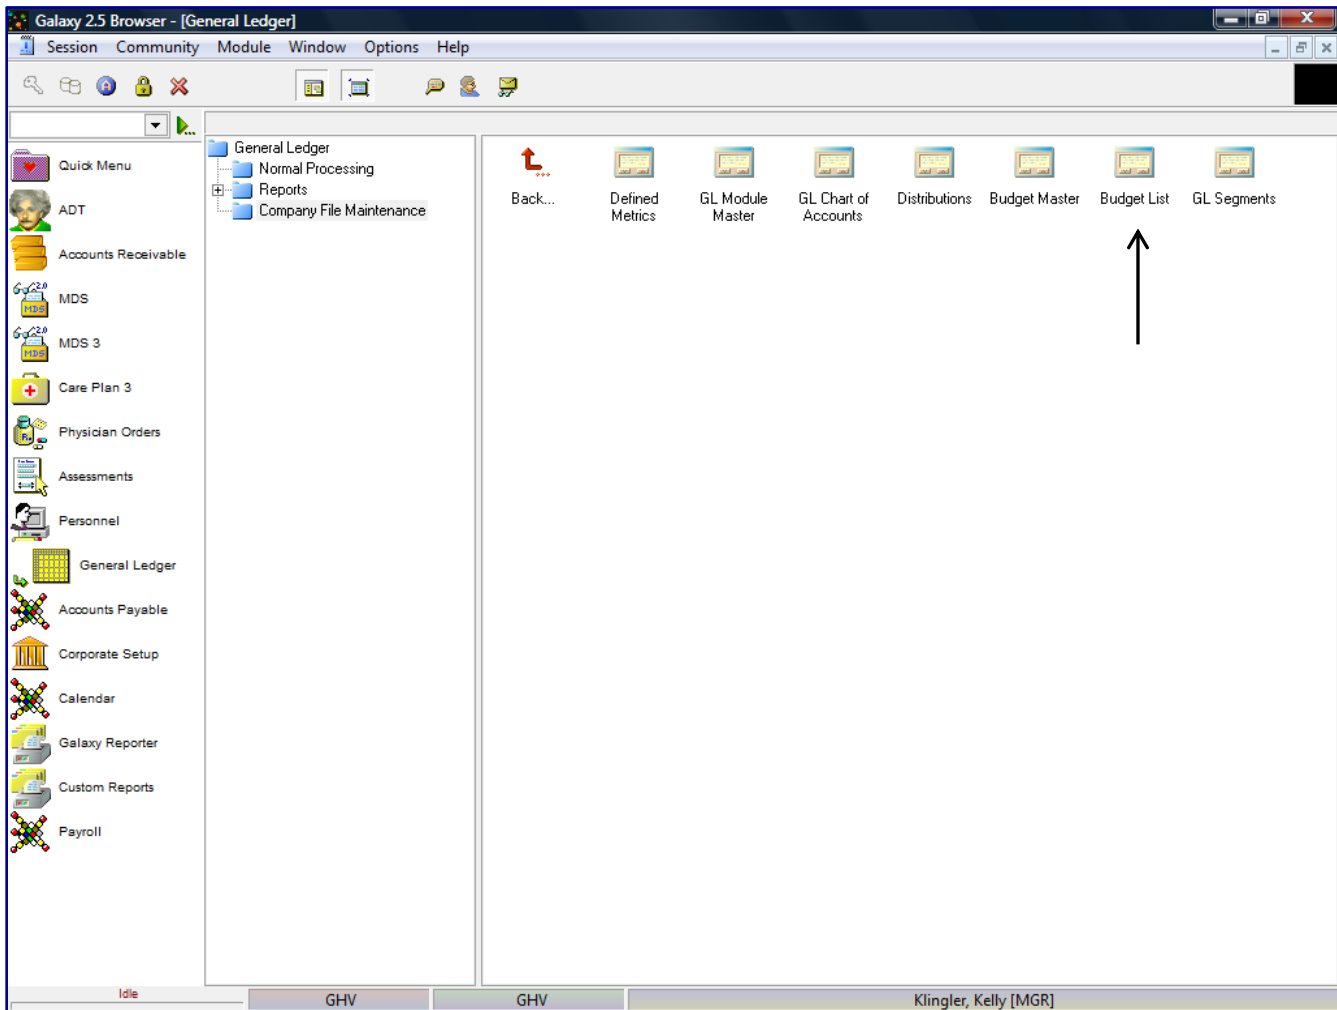 Galaxy 2.5 Browser - [General Ledger]
Session Community Module Window Options Help
Quick Menu
ADT
Accounts Receivable
MDS
MDS 3
Care Plan 3
Physician Orders
Assessments
Personnel
General Ledger
Accounts Payable
Corporate Setup
Calendar
Galaxy Reporter
Custom Reports
Payroll
General Ledger
Normal Processing
Reports
Company File Maintenance
Back...
Defined
Metrics
GL Module
Master
GL Chart of
Accounts
Distributions
Budget Master
Budget List
GL Segments
Idle
GHV
GHV
Klingler, Kelly [MGR]